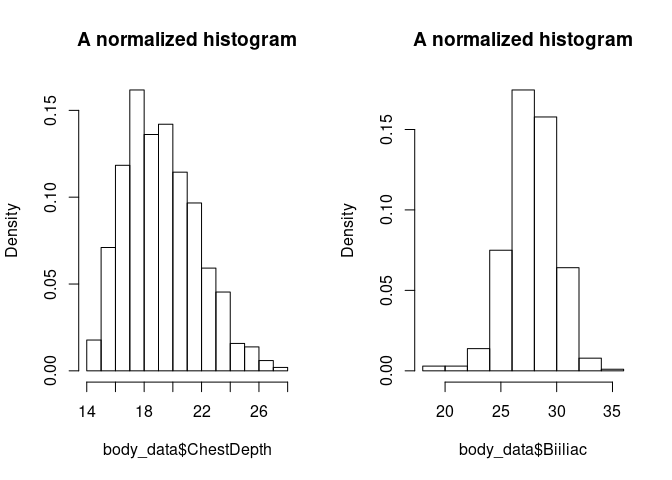 A normalized histogram
Density
0.00
0.05
0.10
0.15
14
18
22
26
body_data$ChestDepth
A normalized histogram
Density
0.00
0.05
0.10
0.15
20
25
30
35
body_data$Biiliac